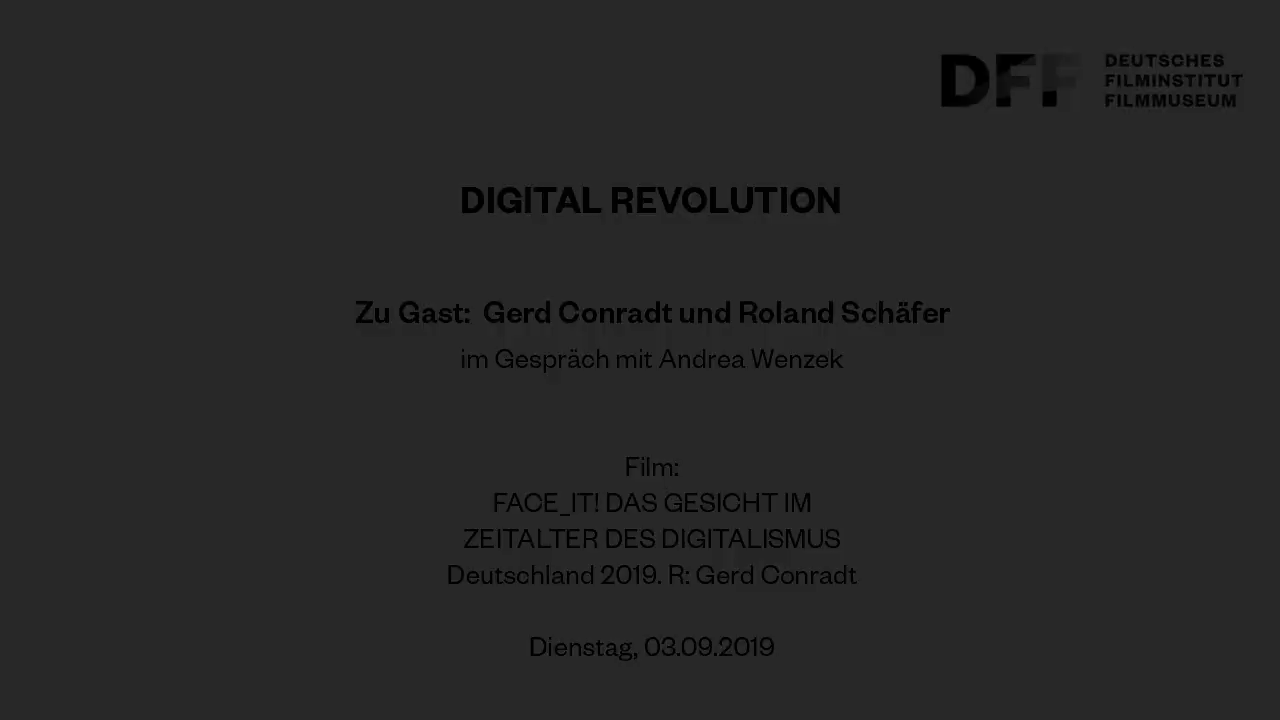 DFF
DEUTSCHES
FILMINSTITUT
FILMMUSEUM
DIGITAL REVOLUTION
Zu Gast: Gerd Conradt und Roland Schäfer
im Gespräch mit Andrea Wenzek
Film:
FACE_IT! DAS GESICHT IM
ZEITALTER DES DIGITALISMUS
Deutschland 2019. R: Gerd Conradt
Dienstag, 03.09.2019